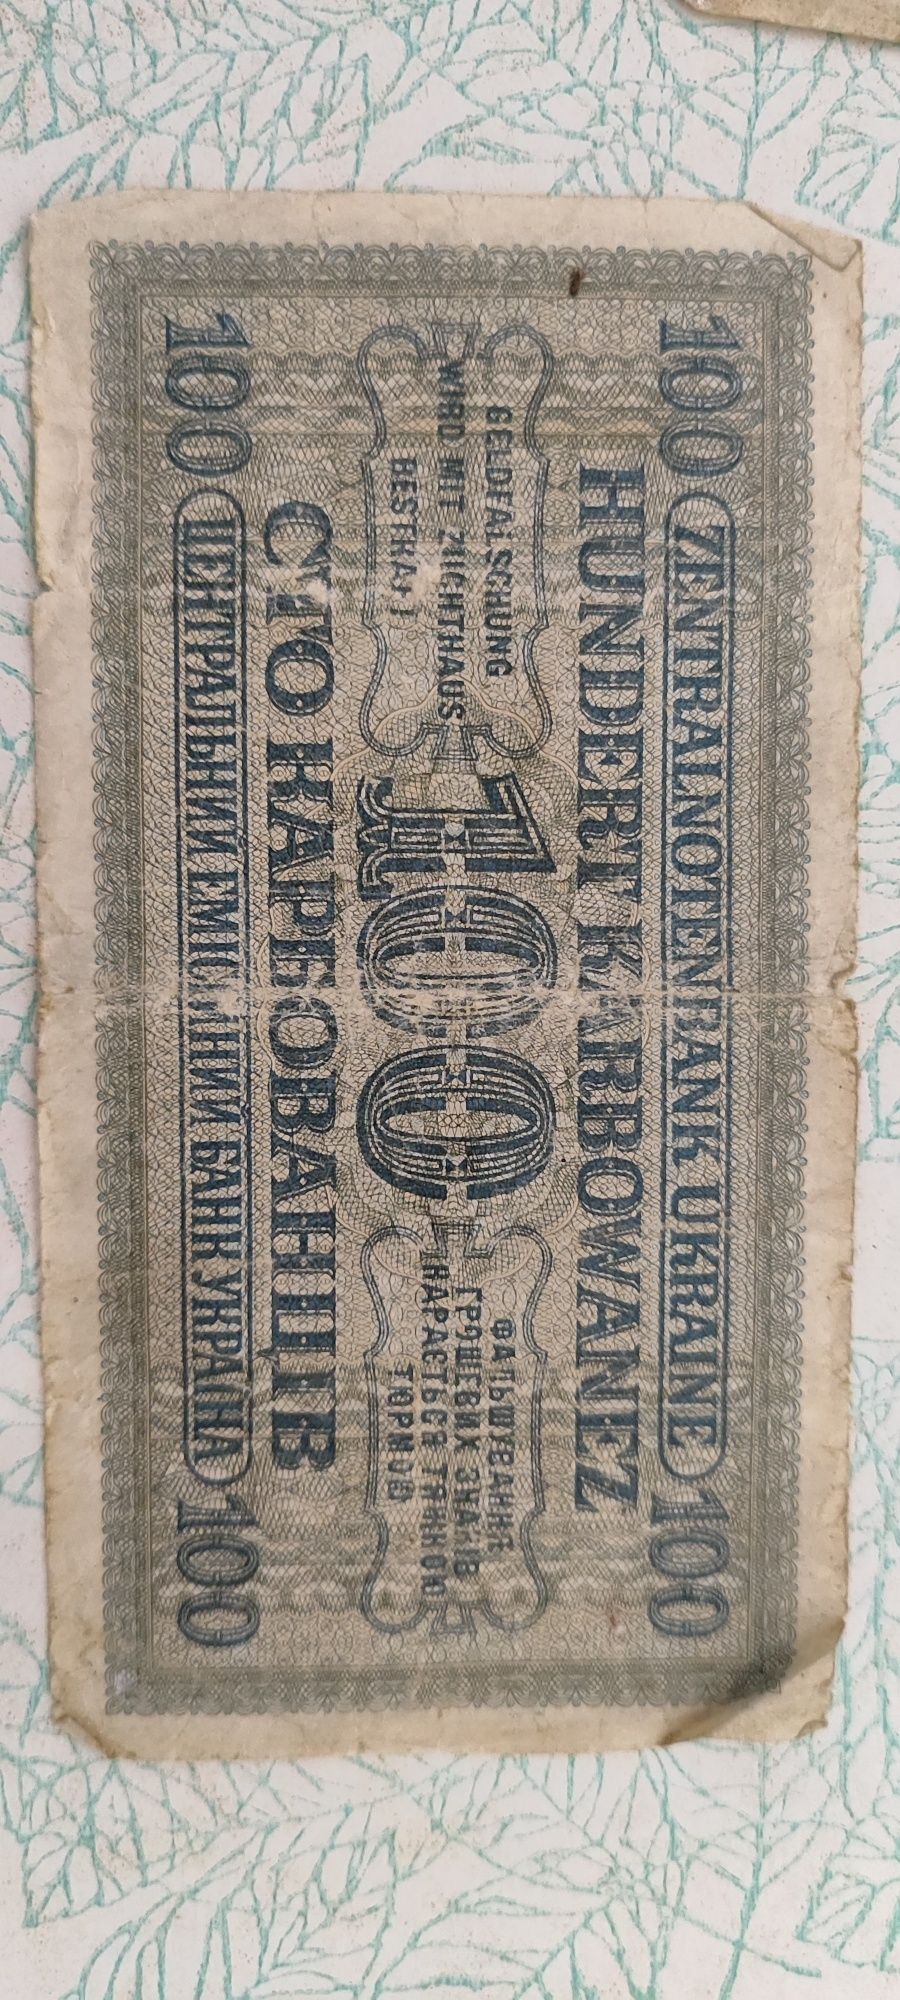 100 ZENTRALNOTENBANK UKRAINE 100
HUNDERT KARBOWANEZ
GELDFÄLSCHUNG
WIRD MIT ZUCHTHAUS
BESTRAFT
100
ФАЛЬШУВАННЕ
ГРОШЕВИХ ЗНАКІВ
КАРАЄТЬСЯ ТЯЖКОЮ
ТЮРМОЮ
СТО КАРБОВАНЦІВ
100 ЦЕНТРАЛЬНИЙ ЕМІСІЙНИЙ БАНК УКРАЇНА 100